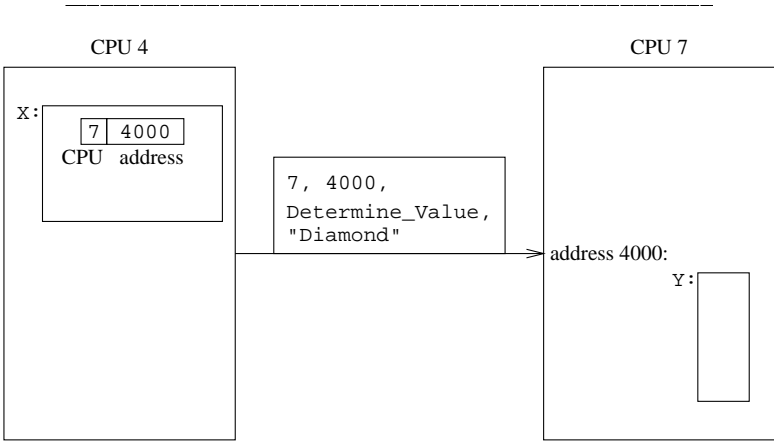 CPU 4
CPU 7
X:
7 4000
CPU address
7, 4000,
Determine_Value,
"Diamond"
address 4000:
Y: